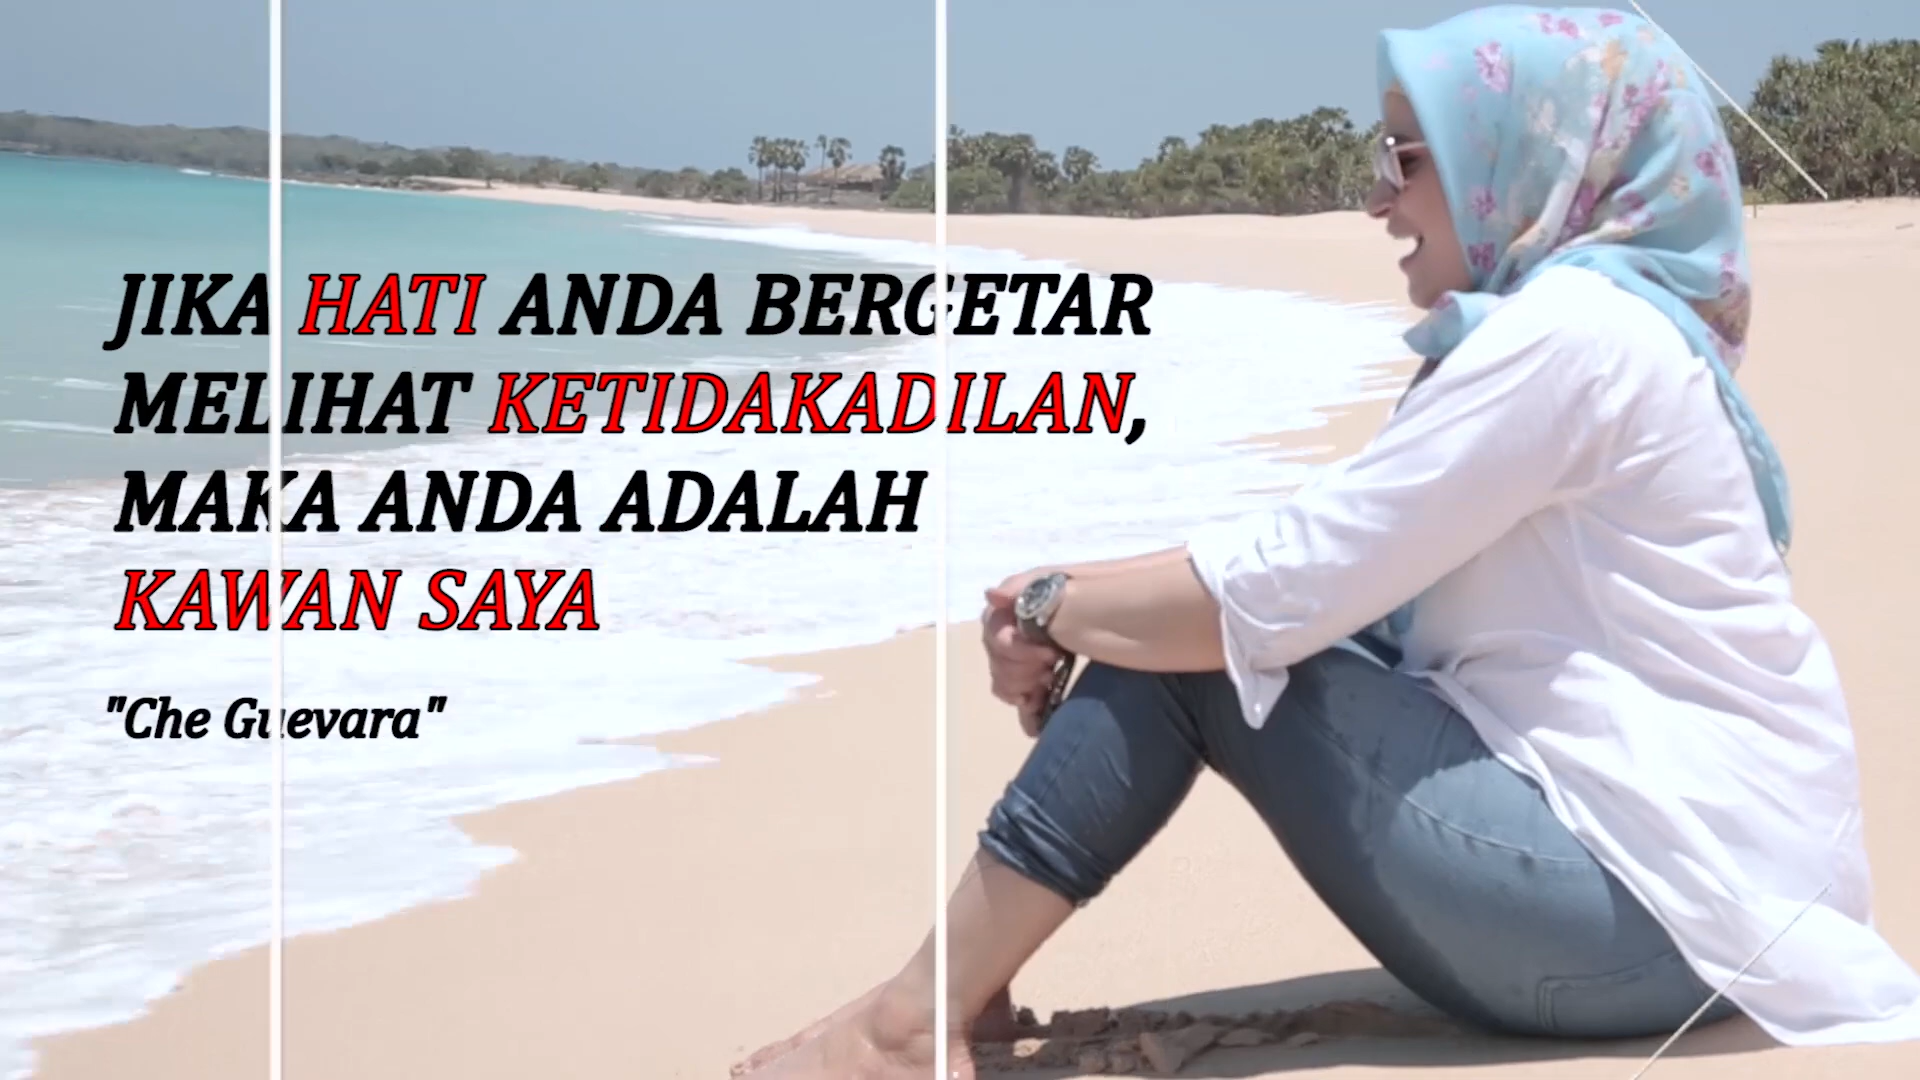 JIKA HATI ANDA BERGETAR
MELIHAT KETIDAKADILAN,
MAKA ANDA ADALAH
KAWAN SAYA
"Che Guevara"